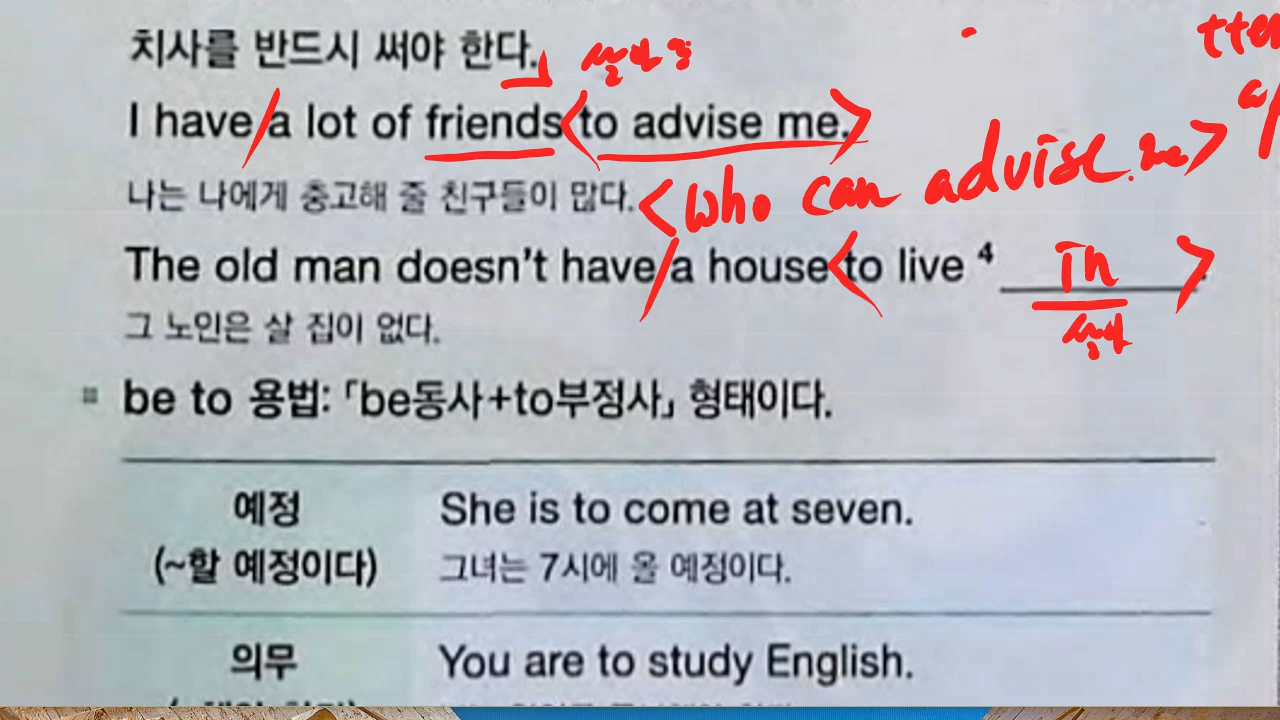 치사를 반드시 써야 한다.
I have a lot of friends to advise me.
나는 나에게 충고해 줄 친구들이 많다.
<who can advise me>
The old man doesn't have a house to live ⁴ in.
그 노인은 살 집이 없다.
be to 용법: 「be동사+to부정사」 형태이다.
예정 She is to come at seven.
(~할 예정이다) 그녀는 7시에 올 예정이다.
의무 You are to study English.